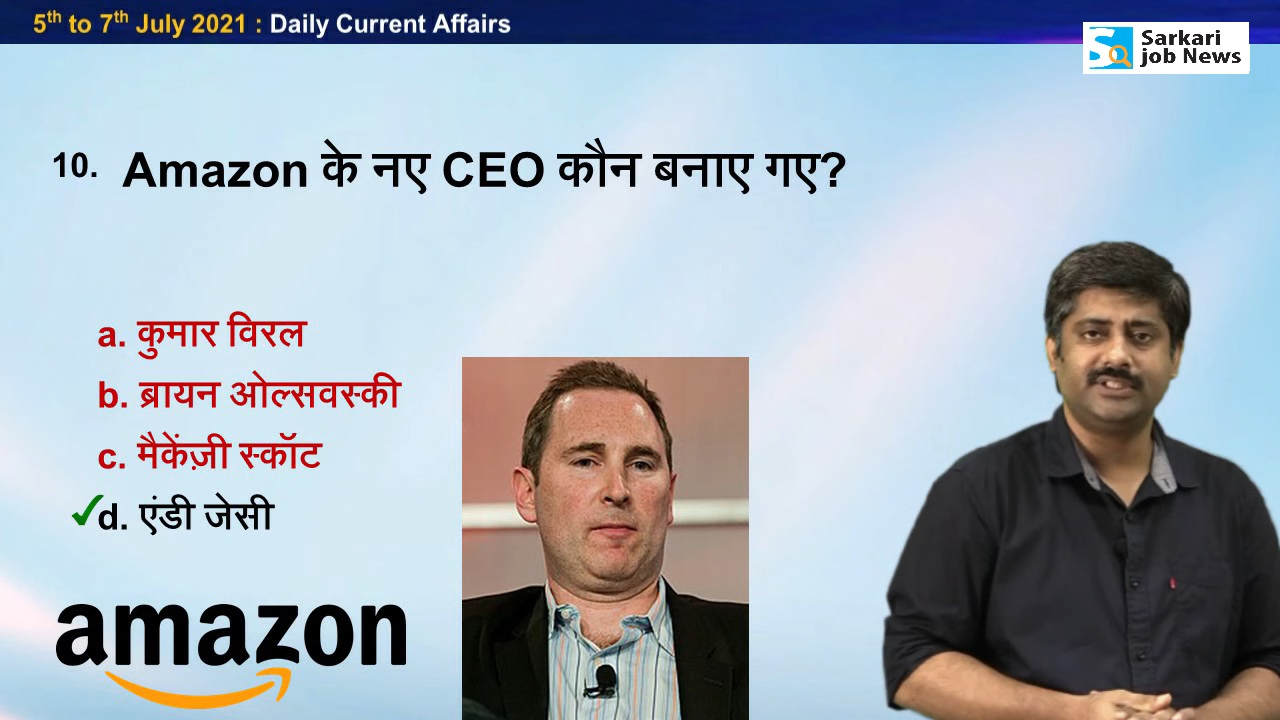 5th to 7th July 2021 : Daily Current Affairs
Sarkari
job News
10. Amazon के नए CEO कौन बनाए गए?
a. कुमार विरल
b. ब्रायन ओल्सवस्की
c. मैकेंज़ी स्कॉट
d. एंडी जेसी
amazon